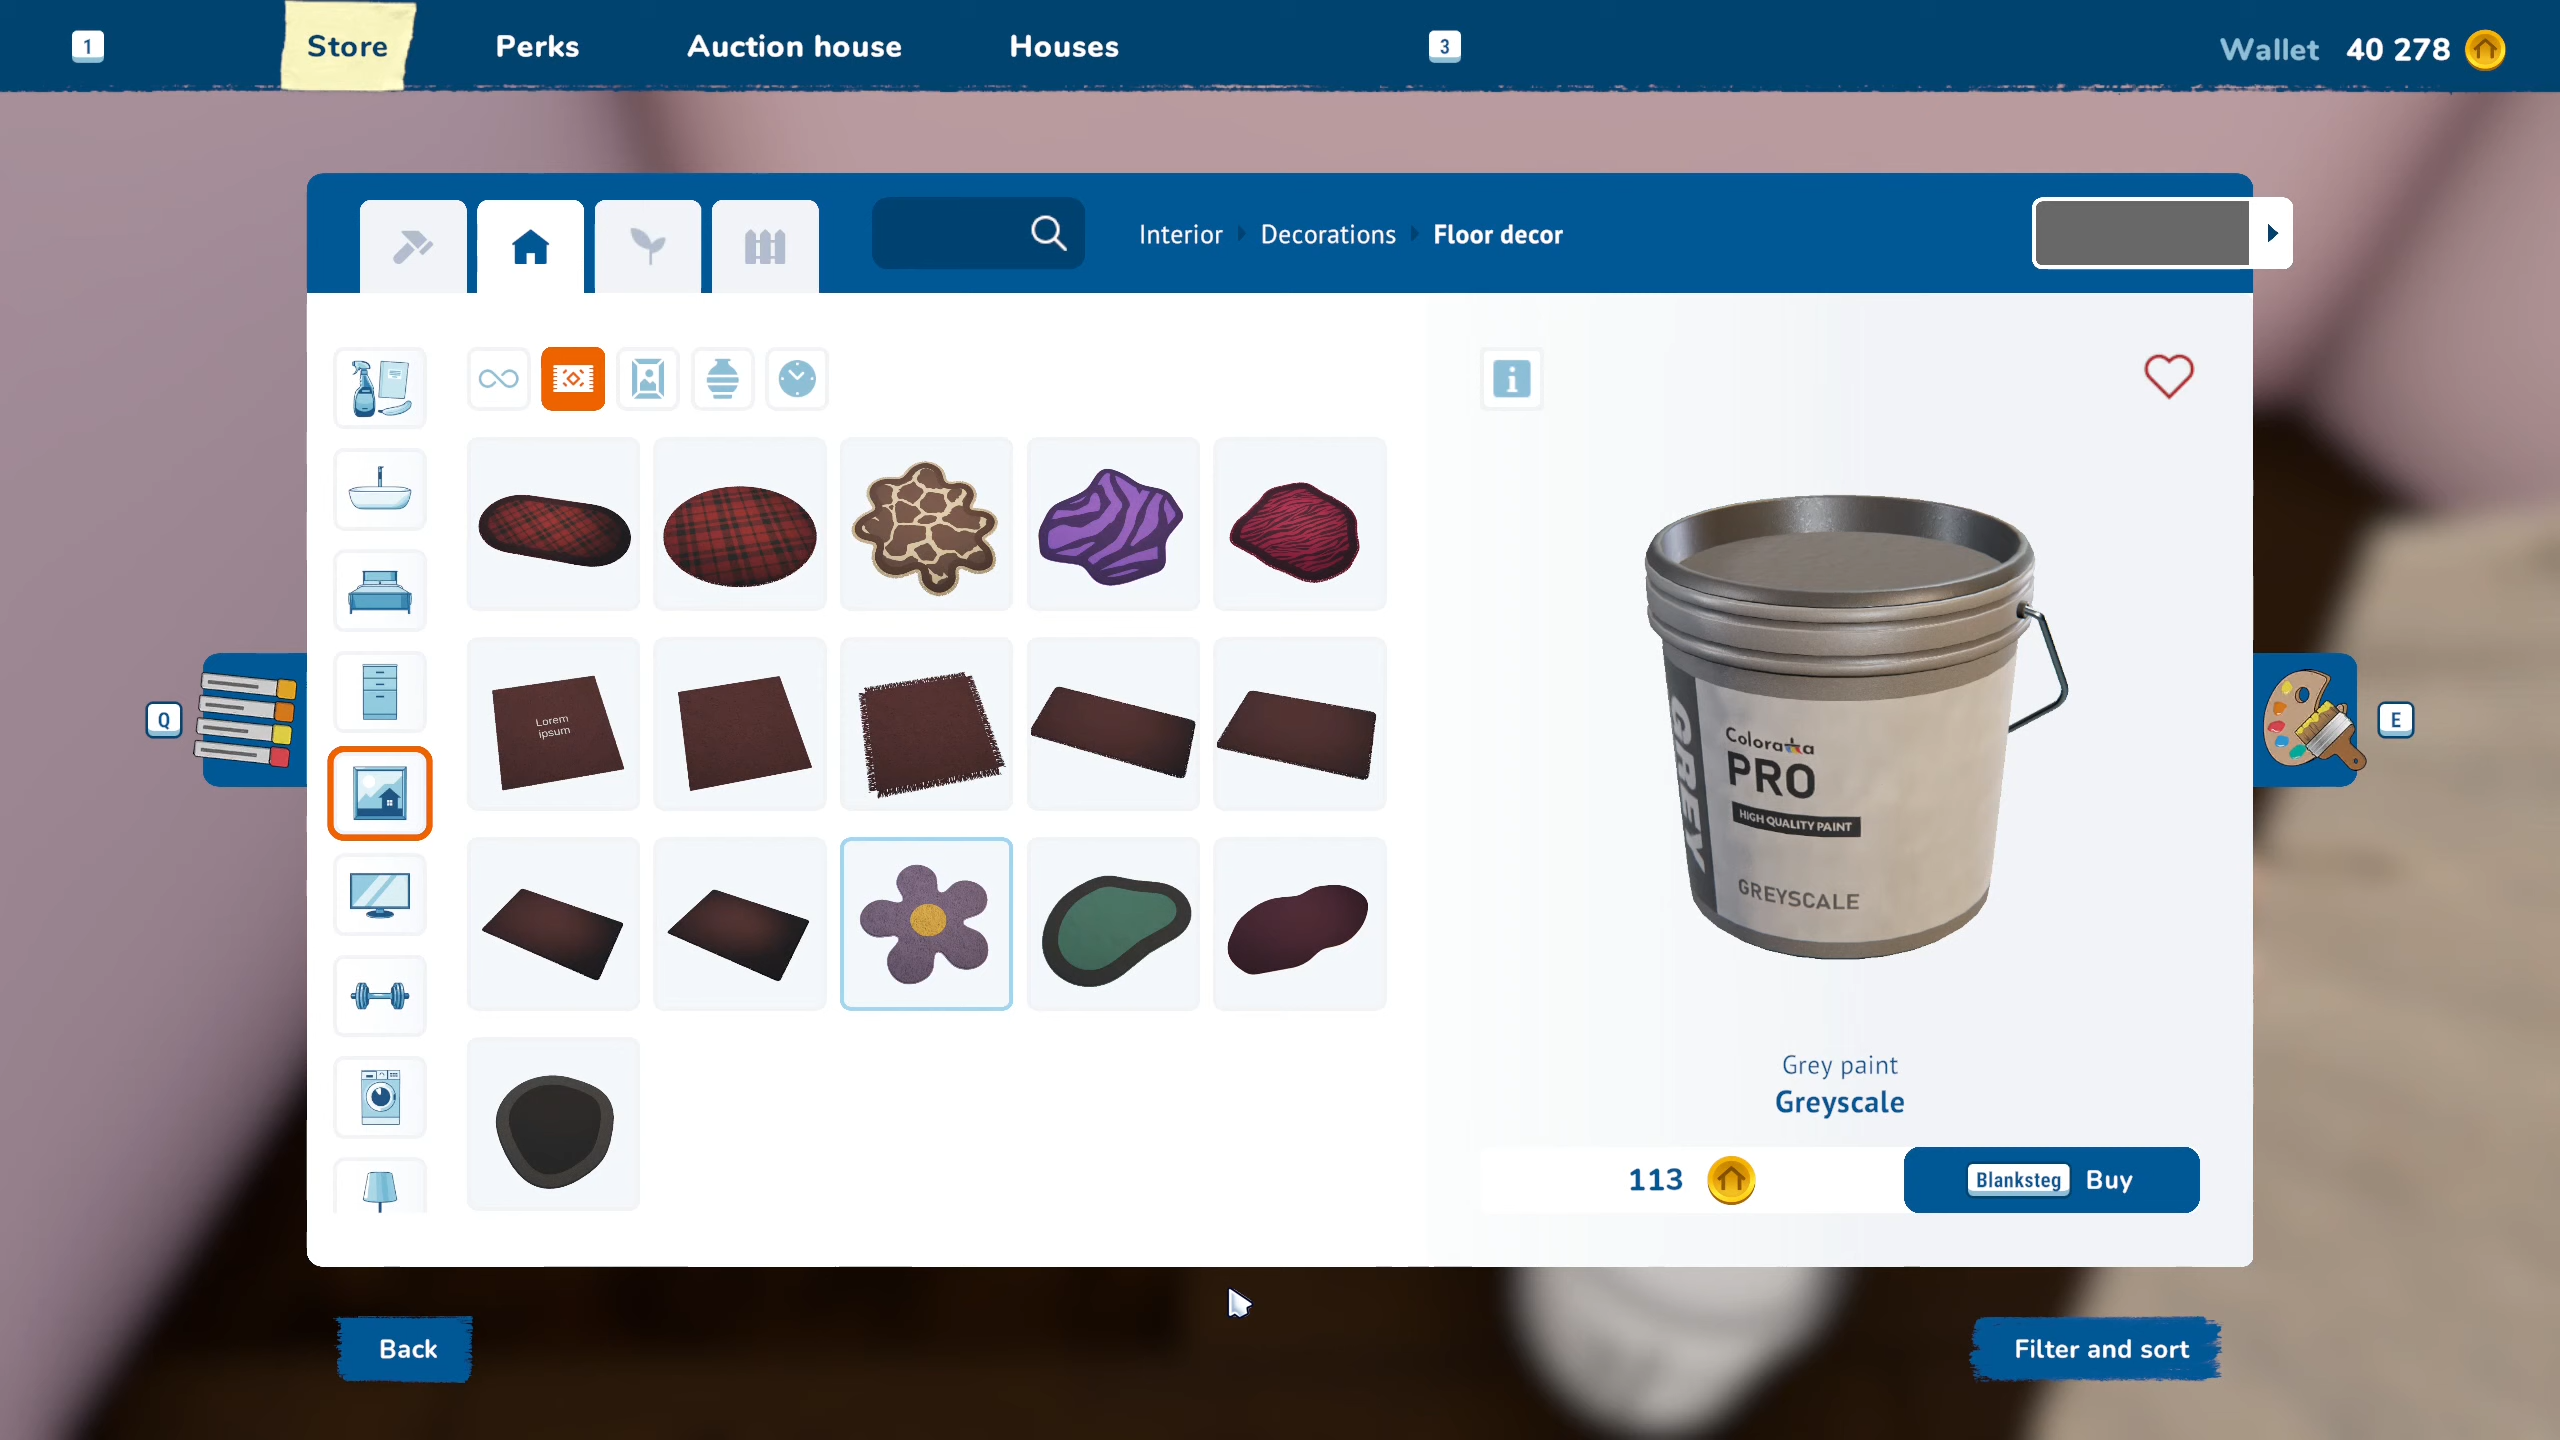 1
Store
Perks
Auction house
Houses
3
Wallet 40 278
Interior
Decorations
Floor decor
Q
E
Lorem
ipsum
GREY
Coloratta
PRO
HIGH QUALITY PAINT
GREYSCALE
Grey paint
Greyscale
113
Blanksteg Buy
Back
Filter and sort